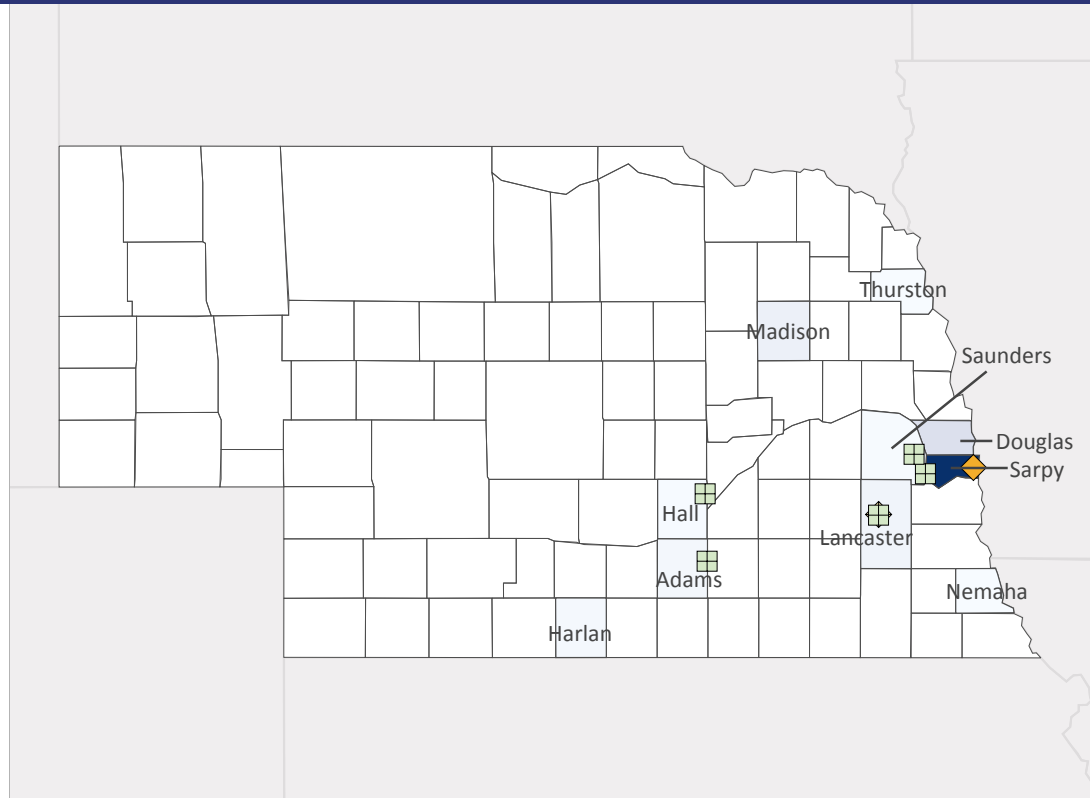 Thurston
Madison
Saunders
Douglas
Sarpy
Hall
Lancaster
Adams
Nemaha
Harlan